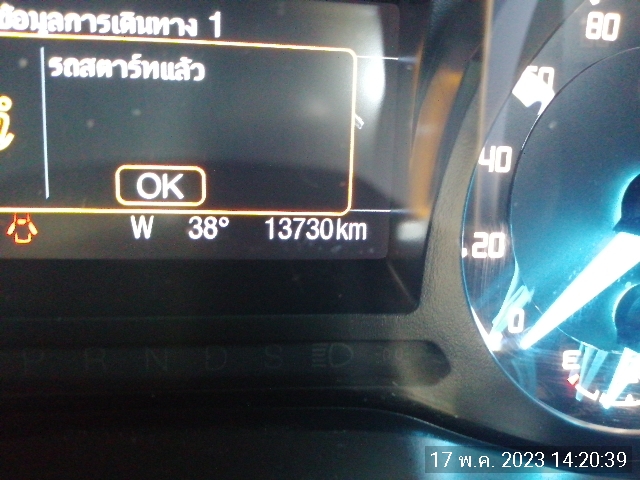 ข้อมูลการเดินทาง 1
รถสตาร์ทแล้ว
i
OK
W 38° 13730km
80
60
40
20
0
P R N D S
E
17 พ.ค. 2023 14:20:39